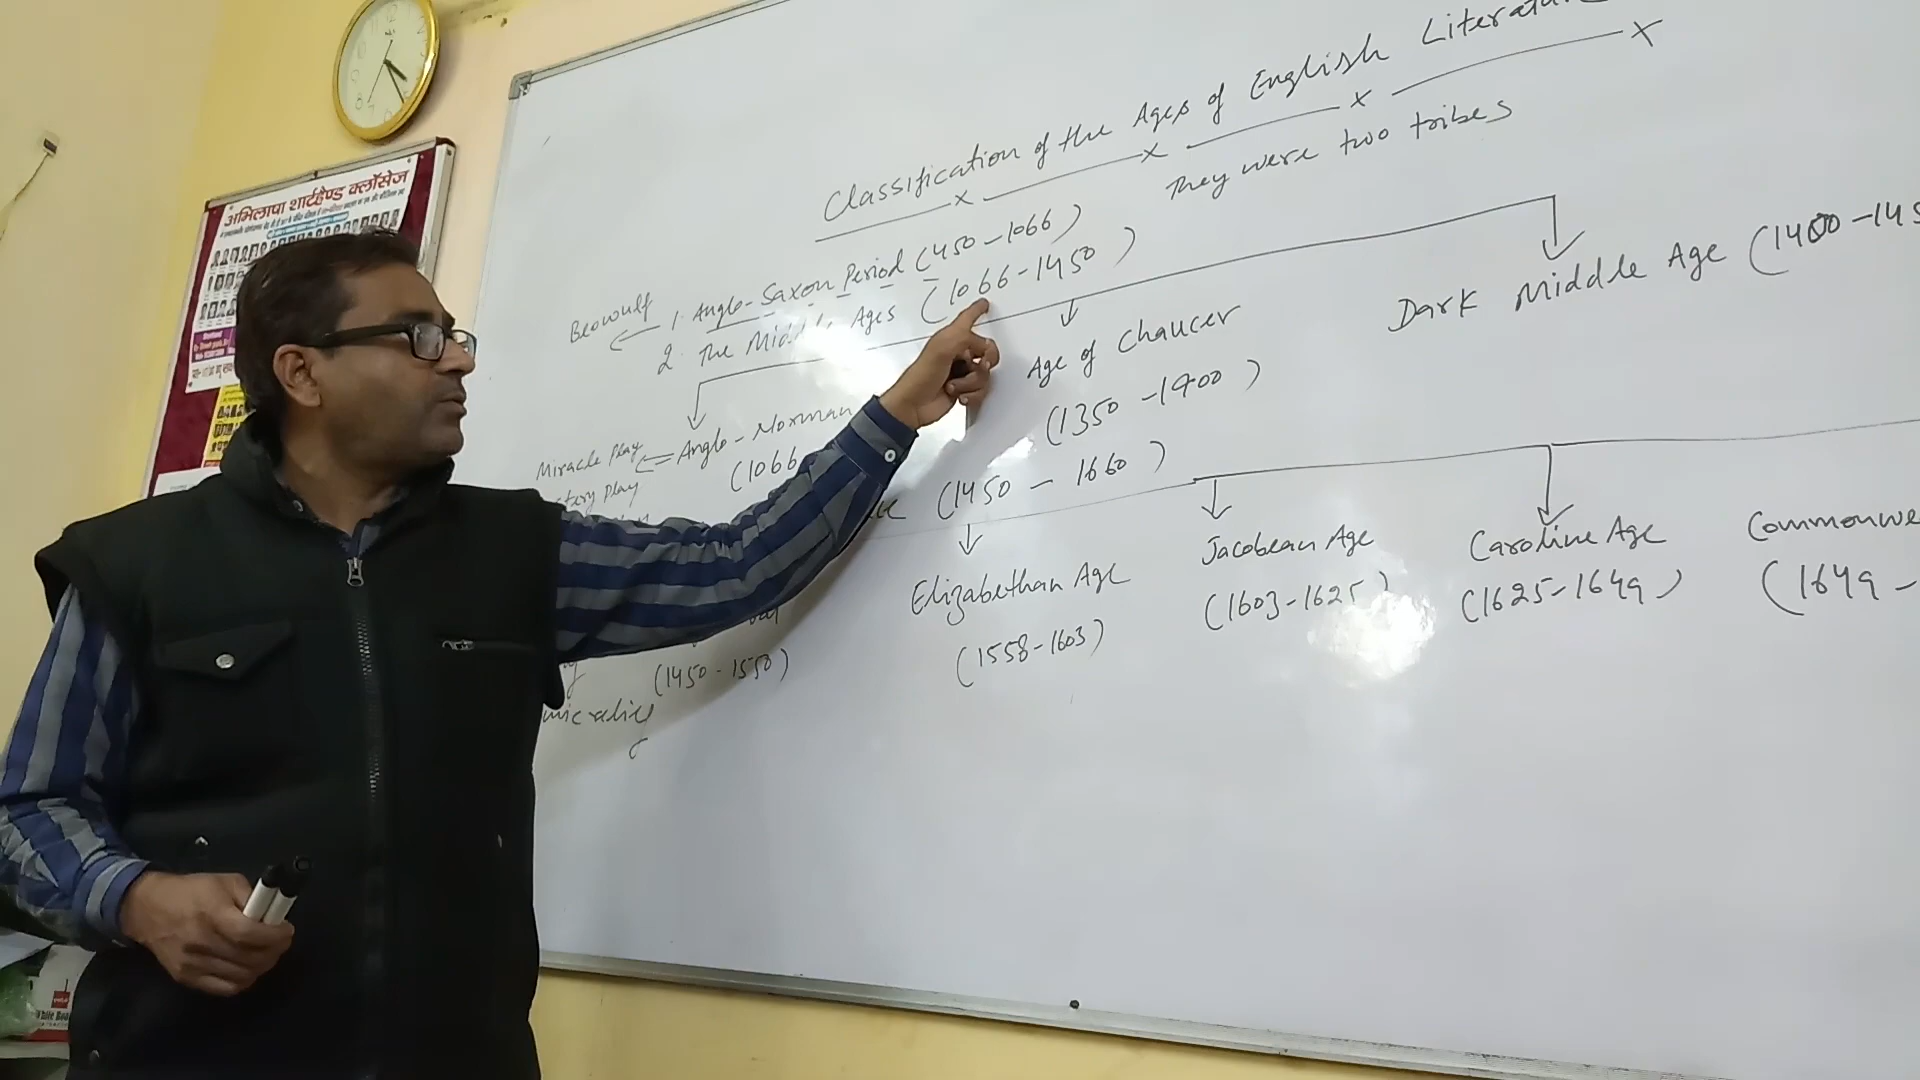 अभिलाषा शार्टहैण्ड क्लॉसेज
Classification of the Ages of English Literatur
They were two tribes
Beowulf 1. Anglo-Saxon Period (450-1066)
2. The Middle Ages (1066-1450)
Age of Chaucer
(1350-1400)
Dark Middle Age (1400-145
Miracle Play Anglo-Norman
Play (1066
(1450-1660)
Elizabethan Age
(1558-1603)
Jacobean Age
(1603-1625)
Caroline Age
(1625-1649)
Commonwe
(1649-
(1450-1550)